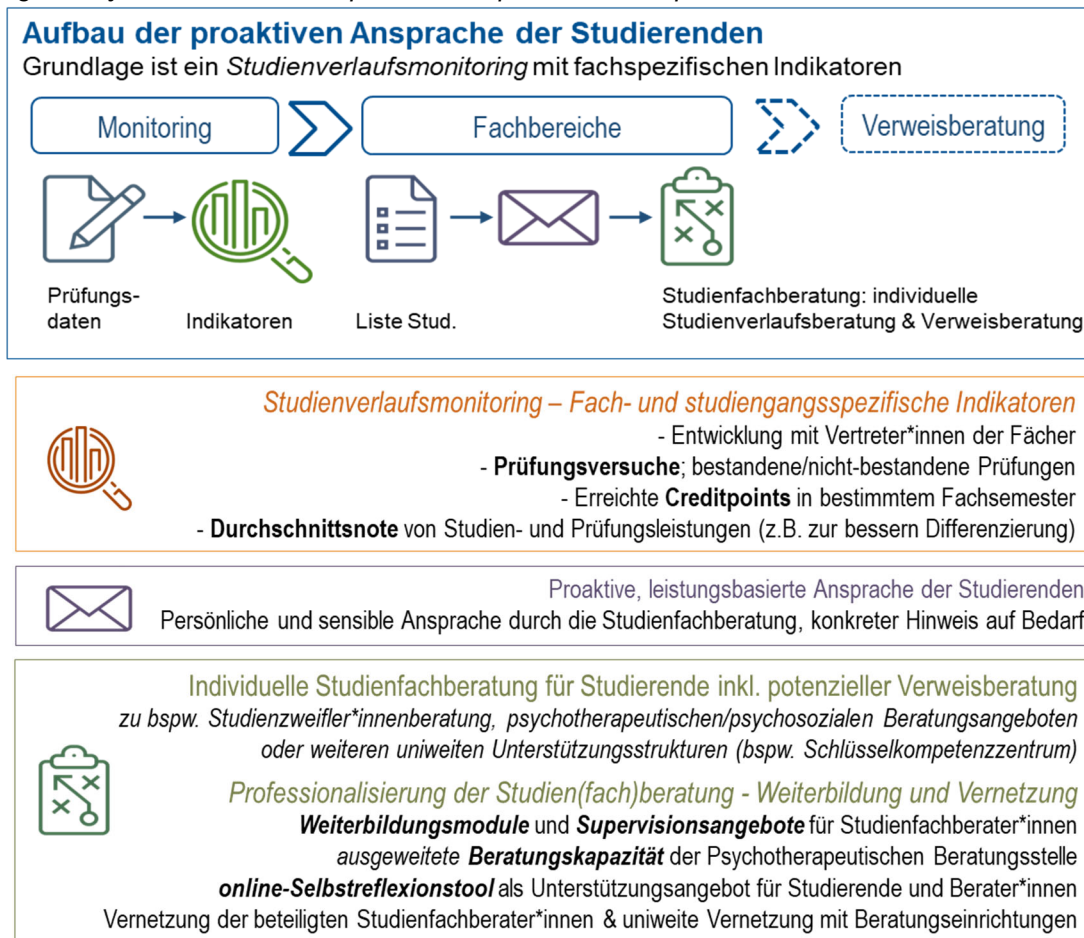 Aufbau der proaktiven Ansprache der Studierenden
Grundlage ist ein Studienverlaufsmonitoring mit fachspezifischen Indikatoren
Monitoring
Fachbereiche
Verweisberatung
Prüfungs-
daten
Indikatoren
Liste Stud.
Studienfachberatung: individuelle
Studienverlaufsberatung & Verweisberatung
Studienverlaufsmonitoring – Fach- und studiengangsspezifische Indikatoren
- Entwicklung mit Vertreter*innen der Fächer
- Prüfungsversuche; bestandene/nicht-bestandene Prüfungen
- Erreichte Creditpoints in bestimmtem Fachsemester
- Durchschnittsnote von Studien- und Prüfungsleistungen (z.B. zur bessern Differenzierung)
Proaktive, leistungsbasierte Ansprache der Studierenden
Persönliche und sensible Ansprache durch die Studienfachberatung, konkreter Hinweis auf Bedarf
Individuelle Studienfachberatung für Studierende inkl. potenzieller Verweisberatung
zu bspw. Studienzweifler*innenberatung, psychotherapeutischen/psychosozialen Beratungsangeboten
oder weiteren uniweiten Unterstützungsstrukturen (bspw. Schlüsselkompetenzzentrum)
Professionalisierung der Studien(fach)beratung - Weiterbildung und Vernetzung
Weiterbildungsmodule und Supervisionsangebote für Studienfachberater*innen
ausgeweitete Beratungskapazität der Psychotherapeutischen Beratungsstelle
online-Selbstreflexionstool als Unterstützungsangebot für Studierende und Berater*innen
Vernetzung der beteiligten Studienfachberater*innen & uniweite Vernetzung mit Beratungseinrichtungen